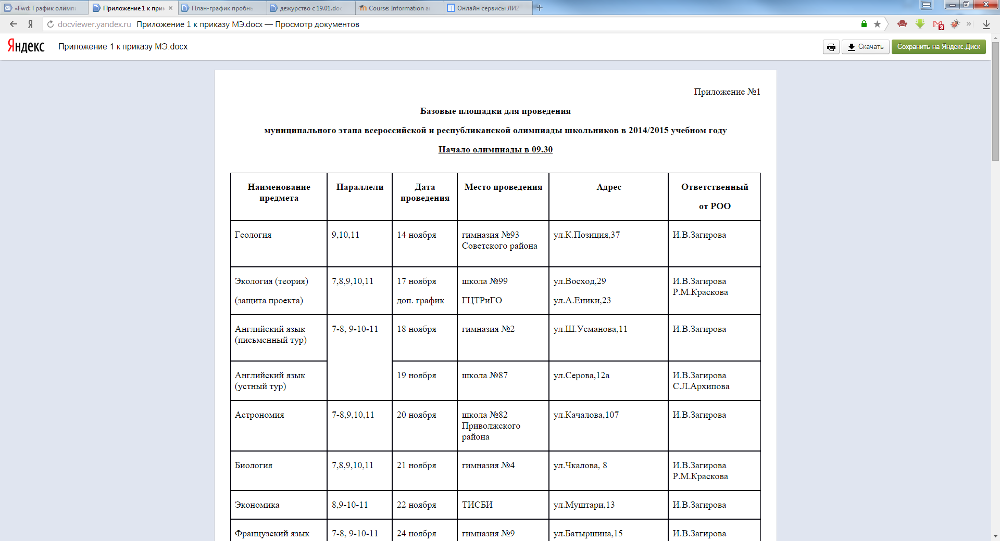 «Fwd: График олимп
Приложение 1 к прик
План-график пробнь
дежурство с 19.01.doc
Course: Information a
Онлайн сервисы ЛИ
docviewer.yandex.ru Приложение 1 к приказу МЭ.docx — Просмотр документов
3
Яндекс
Приложение 1 к приказу МЭ.docx
Скачать
Сохранить на Яндекс.Диск
Приложение №1
Базовые площадки для проведения
муниципального этапа всероссийской и республиканской олимпиады школьников в 2014/2015 учебном году
Начало олимпиады в 09.30
Наименование
предмета
Параллели
Дата
проведения
Место проведения
Адрес
Ответственный
от РОО
Геология
9,10,11
14 ноября
гимназия №93
Советского района
ул.К.Позиция,37
И.В.Загирова
Экология (теория)
(защита проекта)
7,8,9,10,11
17 ноября
доп. график
школа №99
ГЦТРиГО
ул.Восход,29
ул.А.Еники,23
И.В.Загирова
Р.М.Краскова
Английский язык
(письменный тур)
7-8, 9-10-11
18 ноября
гимназия №2
ул.Ш.Усманова,11
И.В.Загирова
Английский язык
(устный тур)
19 ноября
школа №87
ул.Серова,12а
И.В.Загирова
С.Л.Архипова
Астрономия
7-8,9,10,11
20 ноября
школа №82
Приволжского
района
ул.Качалова,107
И.В.Загирова
Биология
7,8,9,10,11
21 ноября
гимназия №4
ул.Чкалова, 8
И.В.Загирова
Р.М.Краскова
Экономика
8,9-10-11
22 ноября
ТИСБИ
ул.Муштари,13
И.В.Загирова
Французский язык
7-8, 9-10-11
24 ноября
гимназия №9
ул.Батыршина,15
И.В.Загирова